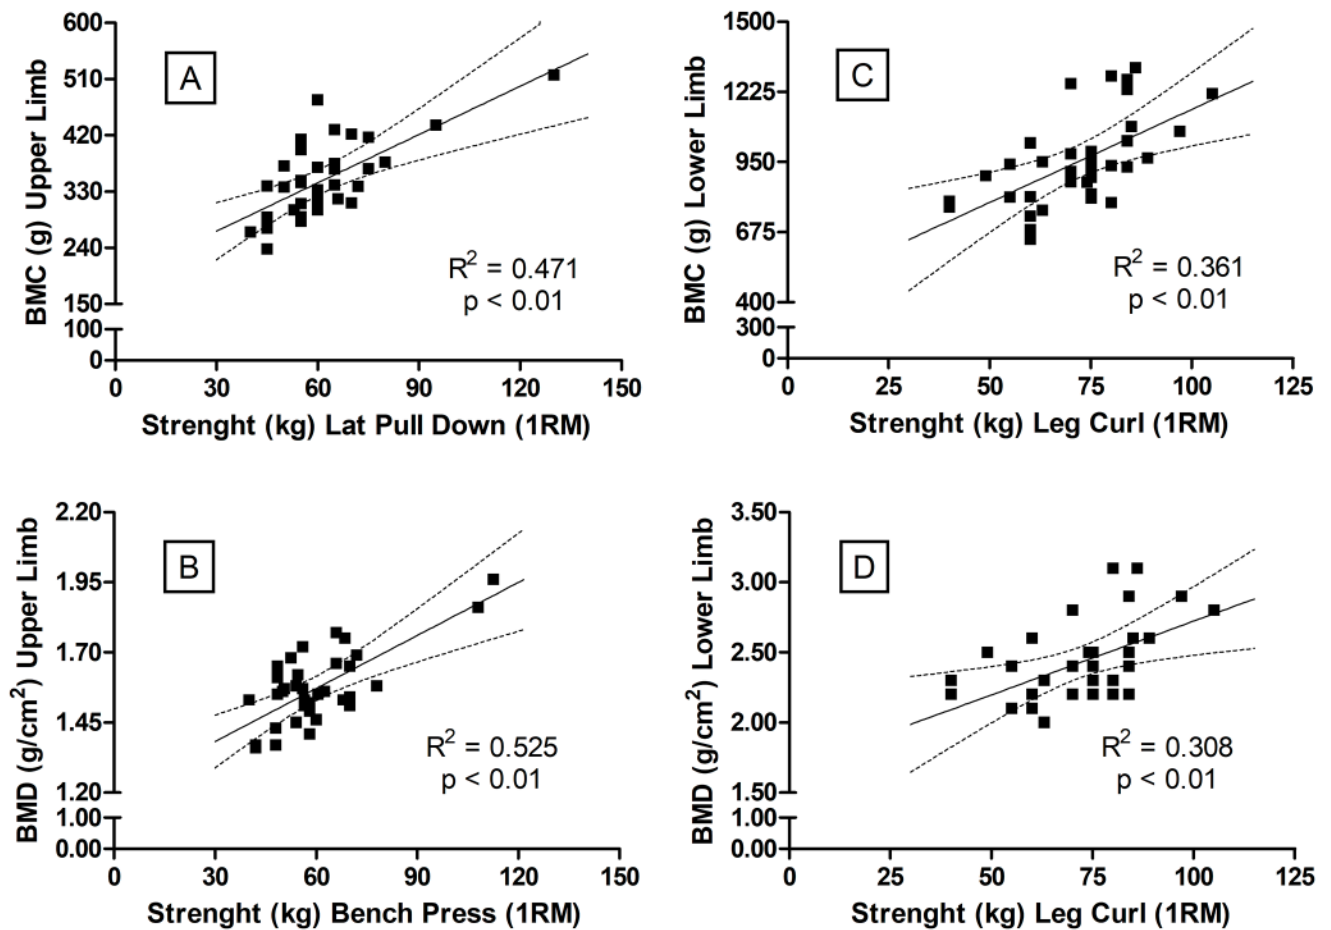 A
BMC (g) Upper Limb
600
510
420
330
240
150
100
0
R² = 0.471
p < 0.01
0 30 60 90 120 150
Strenght (kg) Lat Pull Down (1RM)
C
BMC (g) Lower Limb
1500
1225
950
675
400
300
0
R² = 0.361
p < 0.01
0 25 50 75 100 125
Strenght (kg) Leg Curl (1RM)
B
BMD (g/cm²) Upper Limb
2.20
1.95
1.70
1.45
1.20
1.00
0.00
R² = 0.525
p < 0.01
0 30 60 90 120 150
Strenght (kg) Bench Press (1RM)
D
BMD (g/cm²) Lower Limb
3.50
3.00
2.50
2.00
1.50
1.00
0.00
R² = 0.308
p < 0.01
0 25 50 75 100 125
Strenght (kg) Leg Curl (1RM)